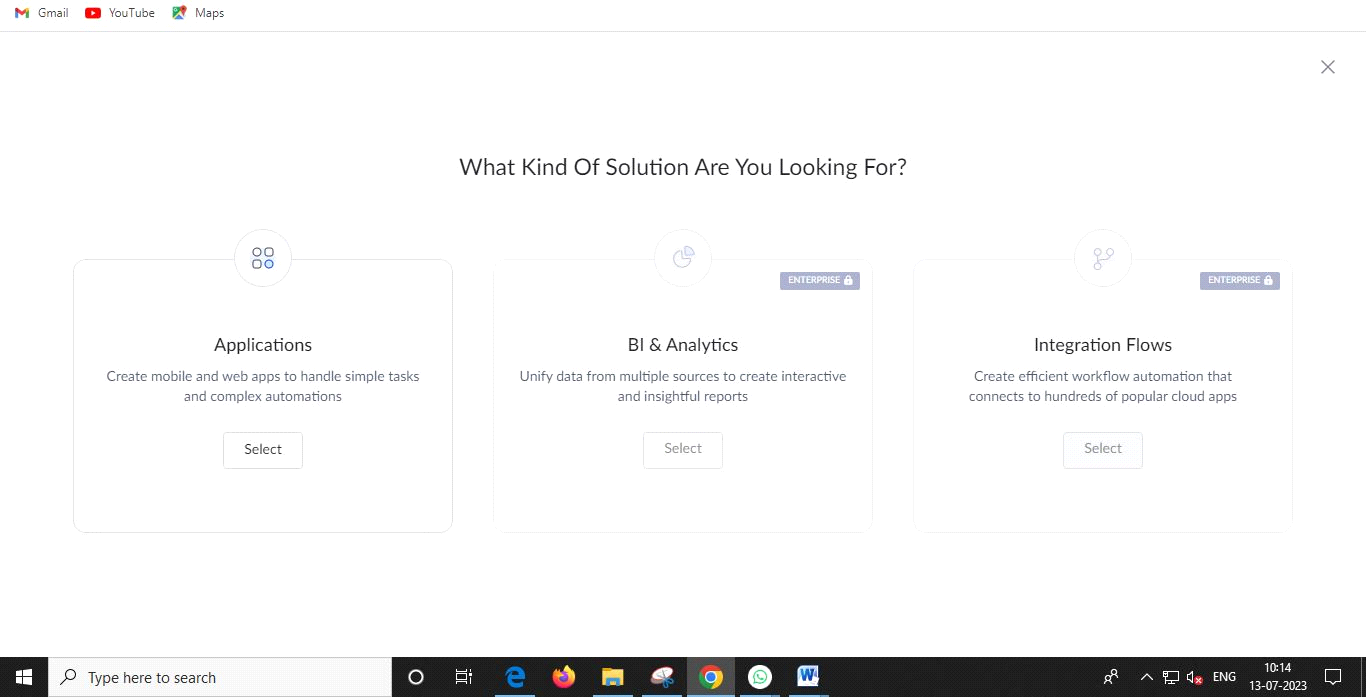 Gmail YouTube Maps
What Kind Of Solution Are You Looking For?
ENTERPRISE
ENTERPRISE
Applications
Create mobile and web apps to handle simple tasks
and complex automations
Select
BI & Analytics
Unify data from multiple sources to create interactive
and insightful reports
Select
Integration Flows
Create efficient workflow automation that
connects to hundreds of popular cloud apps
Select
Type here to search
ENG
10:14
13-07-2023